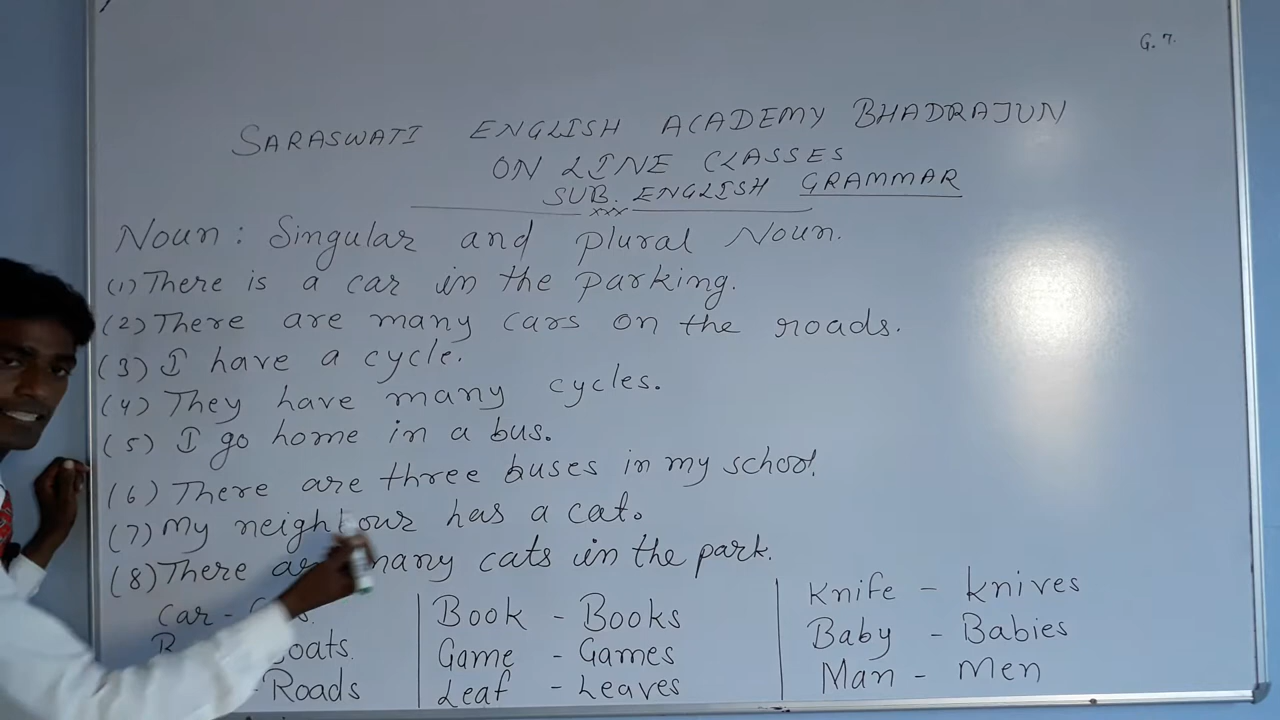 G. 7.
SARASWATI ENGLISH ACADEMY BHADRAJUN
ON LINE CLASSES
SUB. ENGLISH GRAMMAR
xxx
Noun: Singular and plural Noun.
(1) There is a car in the parking.
(2) There are many cars on the roads.
(3) I have a cycle.
(4) They have many cycles.
(5) I go home in a bus.
(6) There are three buses in my school.
(7) My neighbour has a cat.
(8) There are many cats in the park.
Car -
Roads
Book - Books
Game - Games
Leaf - Leaves
Knife - knives
Baby - Babies
Man - Men